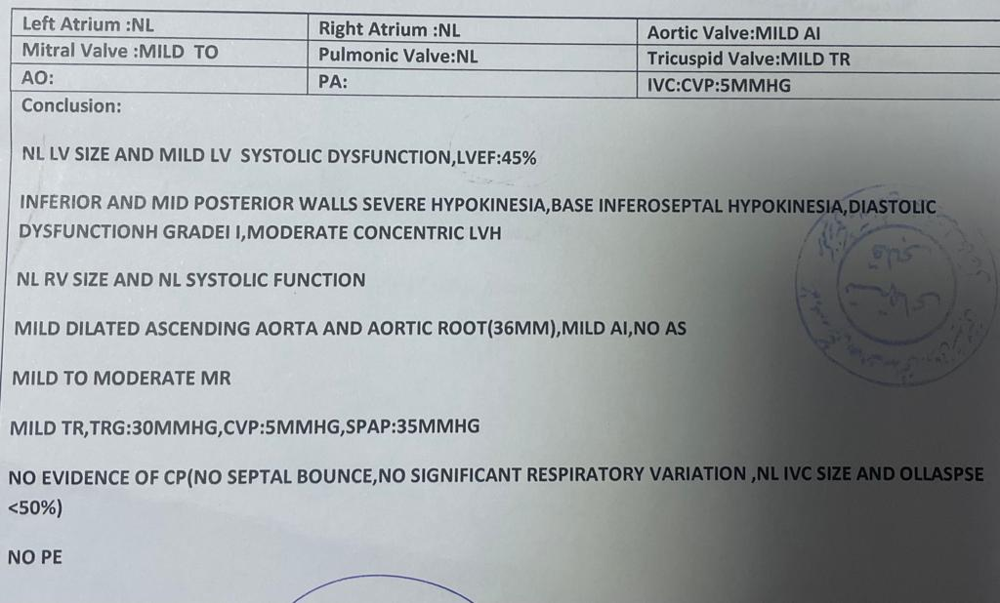 Left Atrium :NL
Right Atrium :NL
Aortic Valve:MILD AI
Mitral Valve :MILD  TO
Pulmonic Valve:NL
Tricuspid Valve:MILD TR
AO:
PA:
IVC:CVP:5MMHG
Conclusion:
NL LV SIZE AND MILD LV  SYSTOLIC DYSFUNCTION,LVEF:45%
INFERIOR AND MID POSTERIOR WALLS SEVERE HYPOKINESIA,BASE INFEROSEPTAL HYPOKINESIA,DIASTOLIC
DYSFUNCTIONH GRADEI I,MODERATE CONCENTRIC LVH
NL RV SIZE AND NL SYSTOLIC FUNCTION
MILD DILATED ASCENDING AORTA AND AORTIC ROOT(36MM),MILD AI,NO AS
MILD TO MODERATE MR
MILD TR,TRG:30MMHG,CVP:5MMHG,SPAP:35MMHG
NO EVIDENCE OF CP(NO SEPTAL BOUNCE,NO SIGNIFICANT RESPIRATORY VARIATION ,NL IVC SIZE AND OLLASPSE
<50%)
NO PE